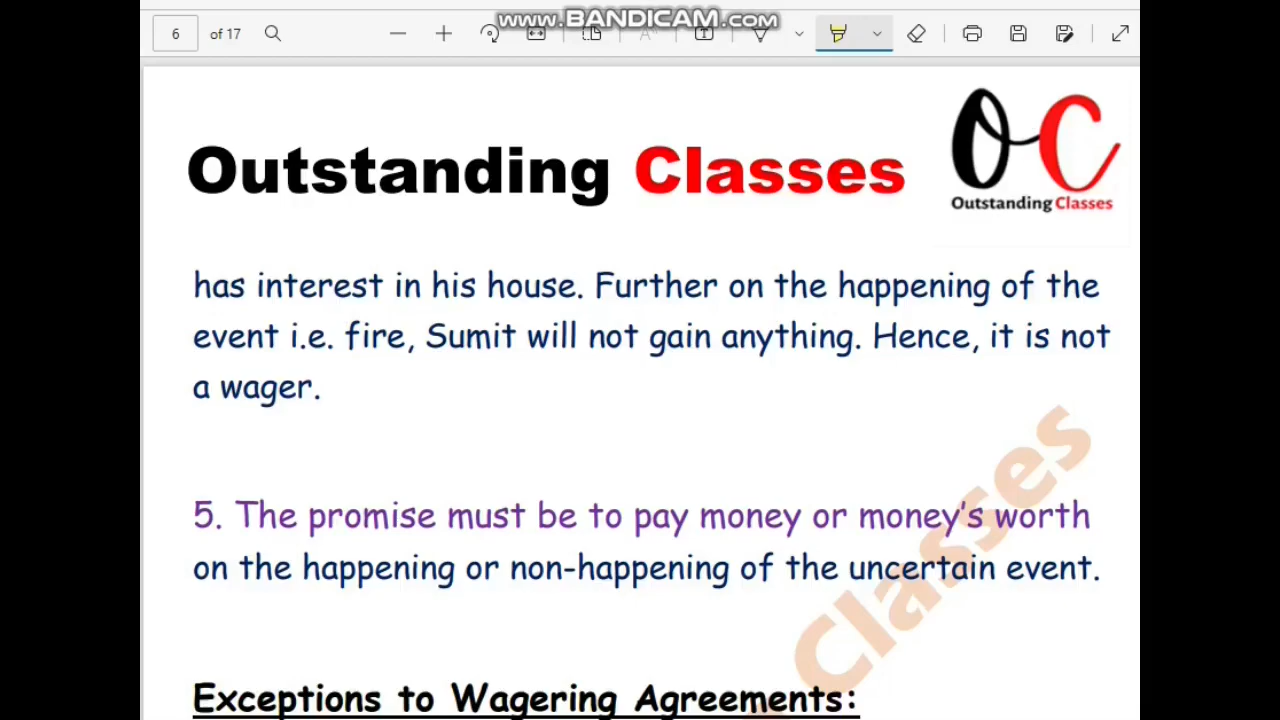 www.BANDICAM.com
6 of 17
Outstanding Classes
OC
Outstanding Classes
has interest in his house. Further on the happening of the
event i.e. fire, Sumit will not gain anything. Hence, it is not
a wager.
5. The promise must be to pay money or money's worth
on the happening or non-happening of the uncertain event.
Classes
Exceptions to Wagering Agreements: